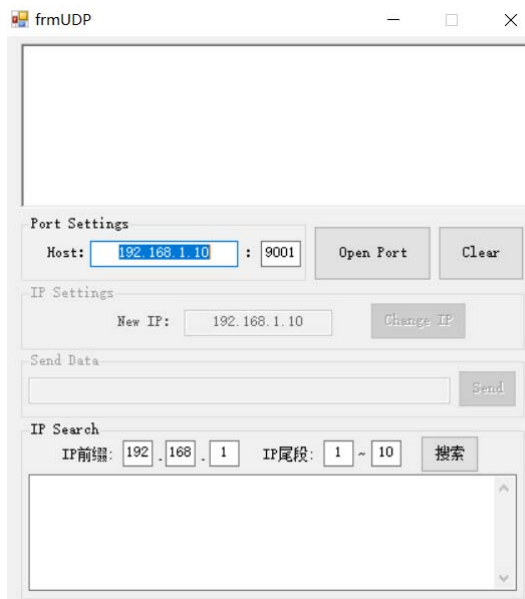 frmUDP
Port Settings
Host: 192.168.1.10 : 9001 Open Port Clear
IP Settings
New IP: 192.168.1.10 Change IP
Send Data
Send
IP Search
IP前缀: 192 . 168 . 1 IP尾段: 1 ~ 10 搜索